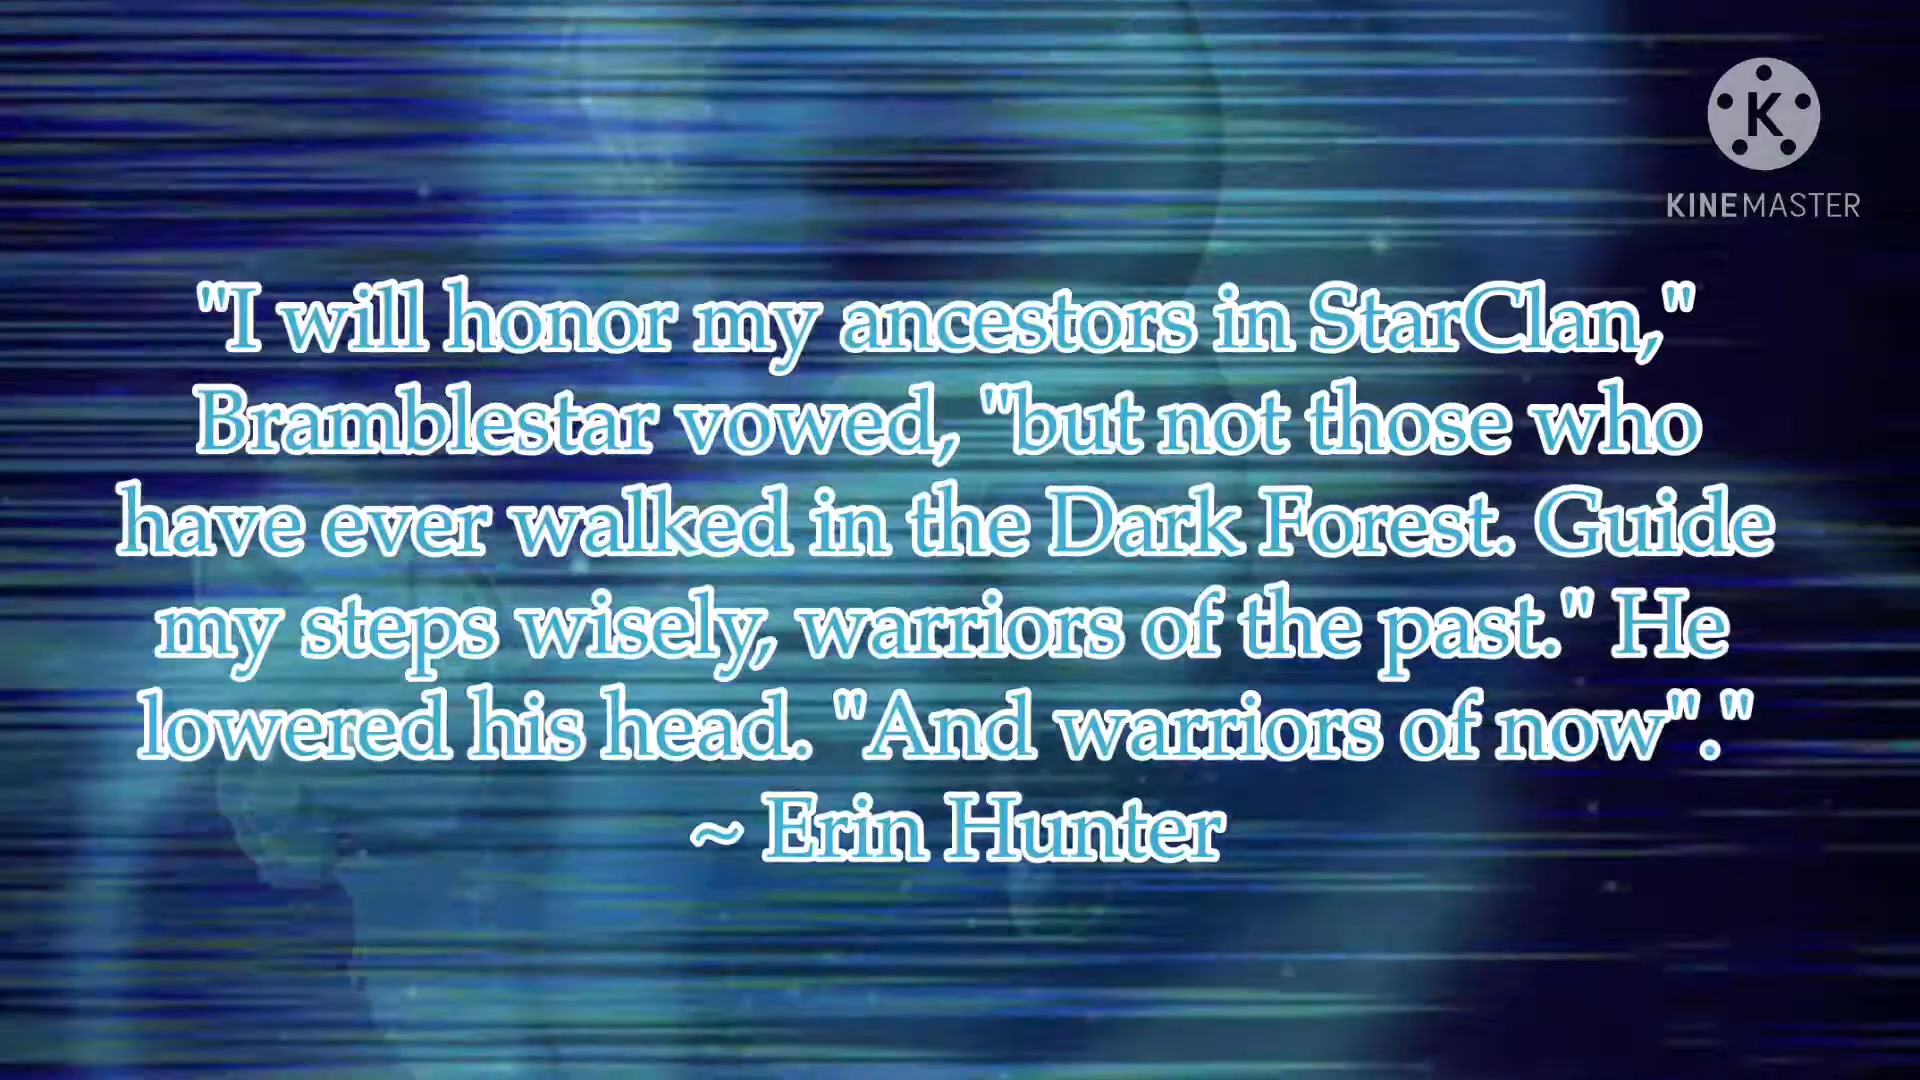 K
KINEMASTER
"I will honor my ancestors in StarClan,"
Bramblestar vowed, "but not those who
have ever walked in the Dark Forest. Guide
my steps wisely, warriors of the past." He
lowered his head. "And warriors of now"."
~ Erin Hunter